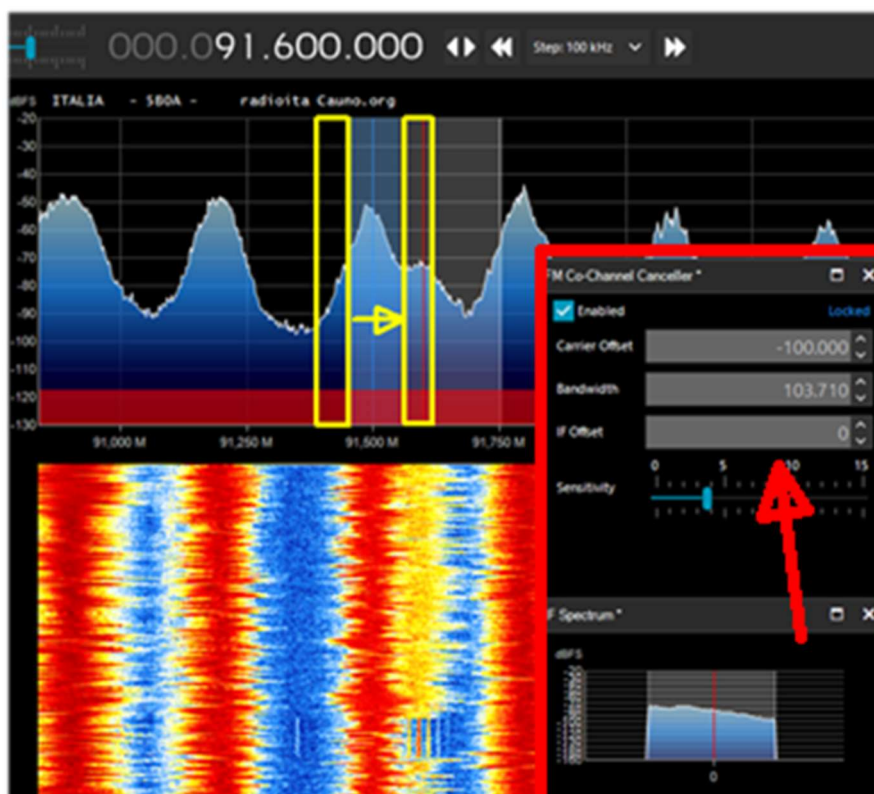 000.091.600.000 Step: 100 kHz
dBFS ITALIA - 5B0A - radioita Cauno.org
-20
-30
-40
-50
-60
-70
-80
-90
-100
-110
-120
-130
91,000 M 91,250 M 91,500 M 91,750 M
FM Co-Channel Canceller *
Enabled Locked
Carrier Offset -100.000
Bandwidth 103.710
IF Offset 0
0 5 10 15
Sensitivity
IF Spectrum *
dBFS
0